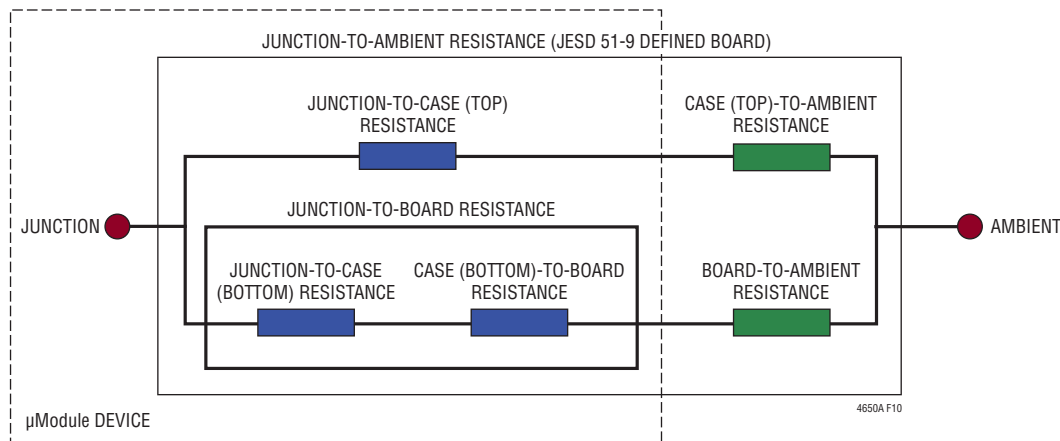 JUNCTION-TO-AMBIENT RESISTANCE (JESD 51-9 DEFINED BOARD)
JUNCTION-TO-CASE (TOP)
RESISTANCE
CASE (TOP)-TO-AMBIENT
RESISTANCE
JUNCTION
JUNCTION-TO-BOARD RESISTANCE
AMBIENT
JUNCTION-TO-CASE
(BOTTOM) RESISTANCE
CASE (BOTTOM)-TO-BOARD
RESISTANCE
BOARD-TO-AMBIENT
RESISTANCE
4650A F10
µModule DEVICE